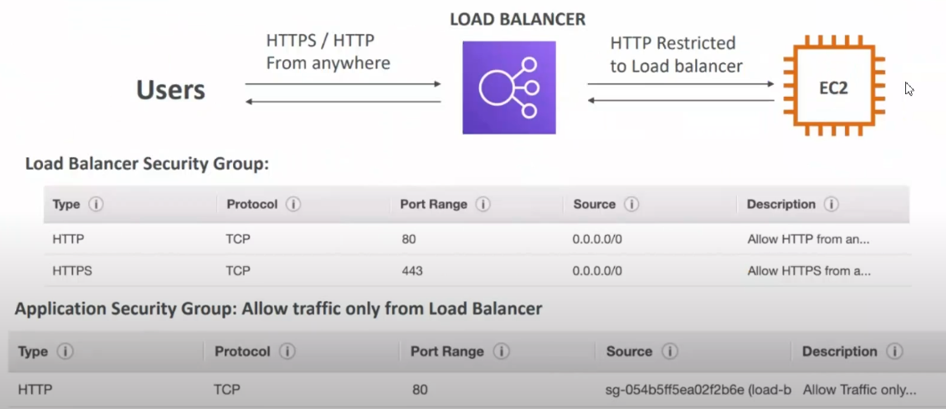 LOAD BALANCER
HTTPS / HTTP
From anywhere
HTTP Restricted
to Load balancer
Users
EC2
Load Balancer Security Group:
Type Protocol Port Range Source Description
HTTP TCP 80 0.0.0.0/0 Allow HTTP from an...
HTTPS TCP 443 0.0.0.0/0 Allow HTTPS from a...
Application Security Group: Allow traffic only from Load Balancer
Type Protocol Port Range Source Description
HTTP TCP 80 sg-054b5ff5ea02f2b6e (load-b Allow Traffic only...